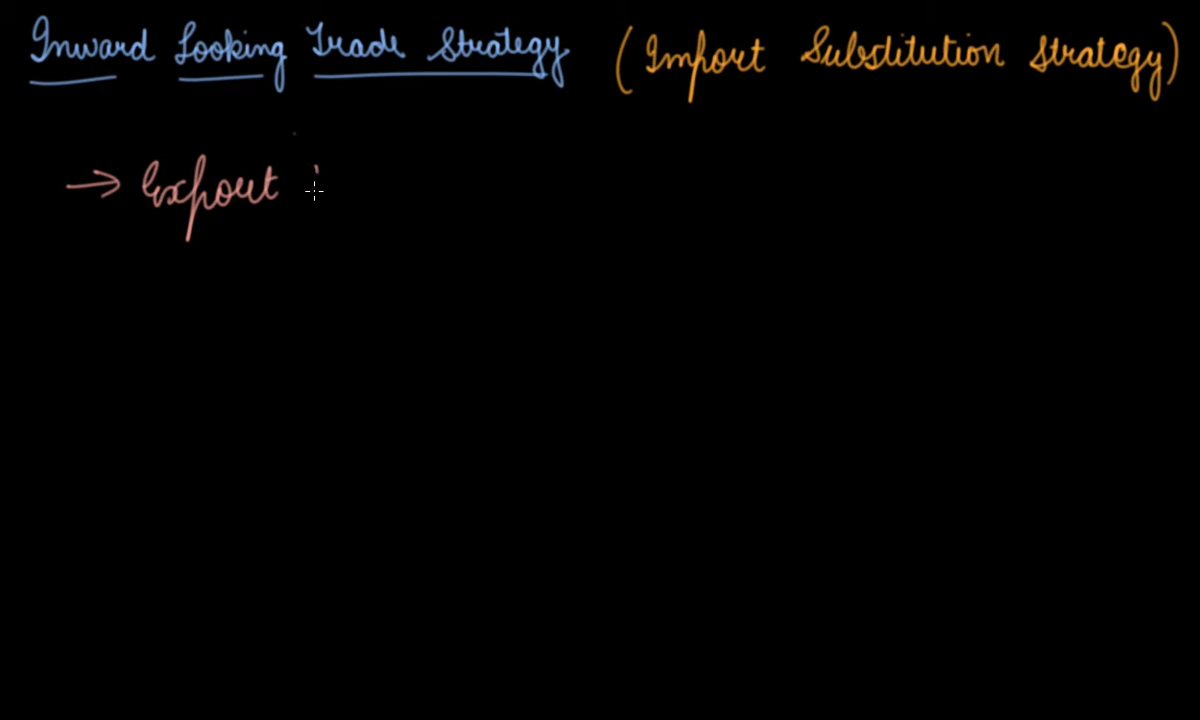 Inward Looking Trade Strategy (Import Substitution Strategy)
→ Export